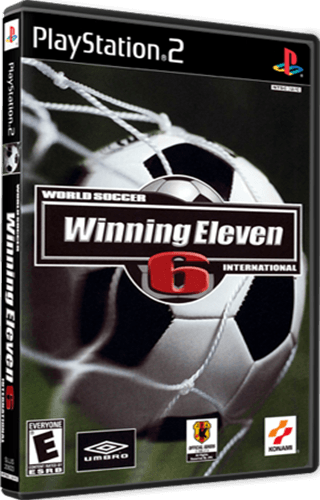 PlayStation.2
WORLD SOCCER
Winning Eleven
6
INTERNATIONAL
EVERYONE
E
ESRB
UMBRO
KONAMI
PlayStation.2
WORLD SOCCER
Winning Eleven 6
INTERNATIONAL